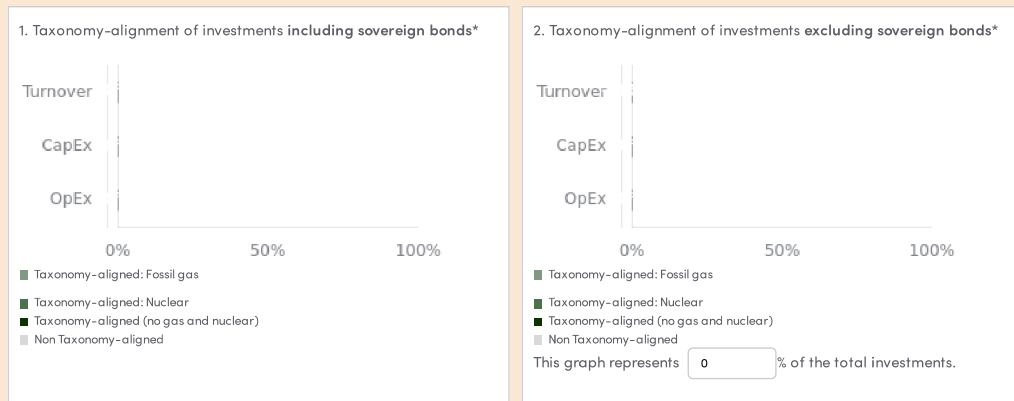 1. Taxonomy-alignment of investments including sovereign bonds*
Turnover
CapEx
OpEx
0% 50% 100%
Taxonomy-aligned: Fossil gas
Taxonomy-aligned: Nuclear
Taxonomy-aligned (no gas and nuclear)
Non Taxonomy-aligned
2. Taxonomy-alignment of investments excluding sovereign bonds*
Turnover
CapEx
OpEx
0% 50% 100%
Taxonomy-aligned: Fossil gas
Taxonomy-aligned: Nuclear
Taxonomy-aligned (no gas and nuclear)
Non Taxonomy-aligned
This graph represents 0 % of the total investments.